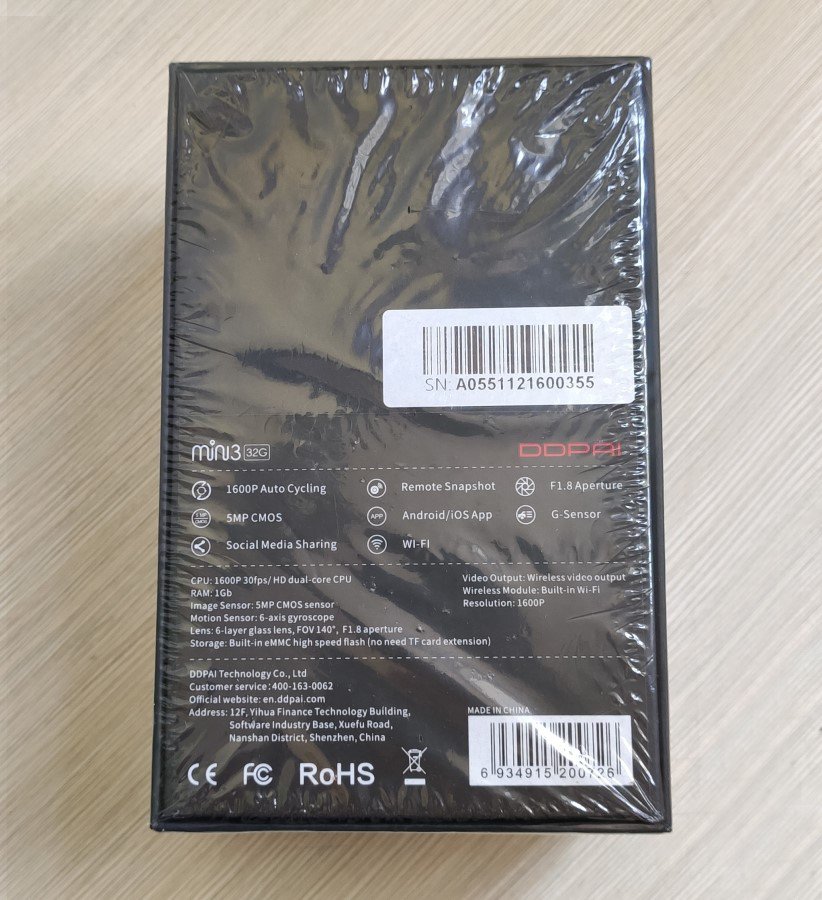 SN: A0551121600355
mini3 32G
DDPAI
1600P Auto Cycling
Remote Snapshot
F1.8 Aperture
5MP CMOS
5MP CMOS
APP
Android/iOS App
G-Sensor
Social Media Sharing
WI-FI
CPU: 1600P 30fps/ HD dual-core CPU
RAM: 1Gb
Image Sensor: 5MP CMOS sensor
Motion Sensor: 6-axis gyroscope
Lens: 6-layer glass lens, FOV 140°, F1.8 aperture
Storage: Built-in eMMC high speed flash (no need TF card extension)
Video Output: Wireless video output
Wireless Module: Built-in Wi-Fi
Resolution: 1600P
DDPAI Technology Co., Ltd
Customer service: 400-163-0062
Official website: en.ddpai.com
Address: 12F, Yihua Finance Technology Building,
Software Industry Base, Xuefu Road,
Nanshan District, Shenzhen, China
MADE IN CHINA
CE FC RoHS
6 934915 200726